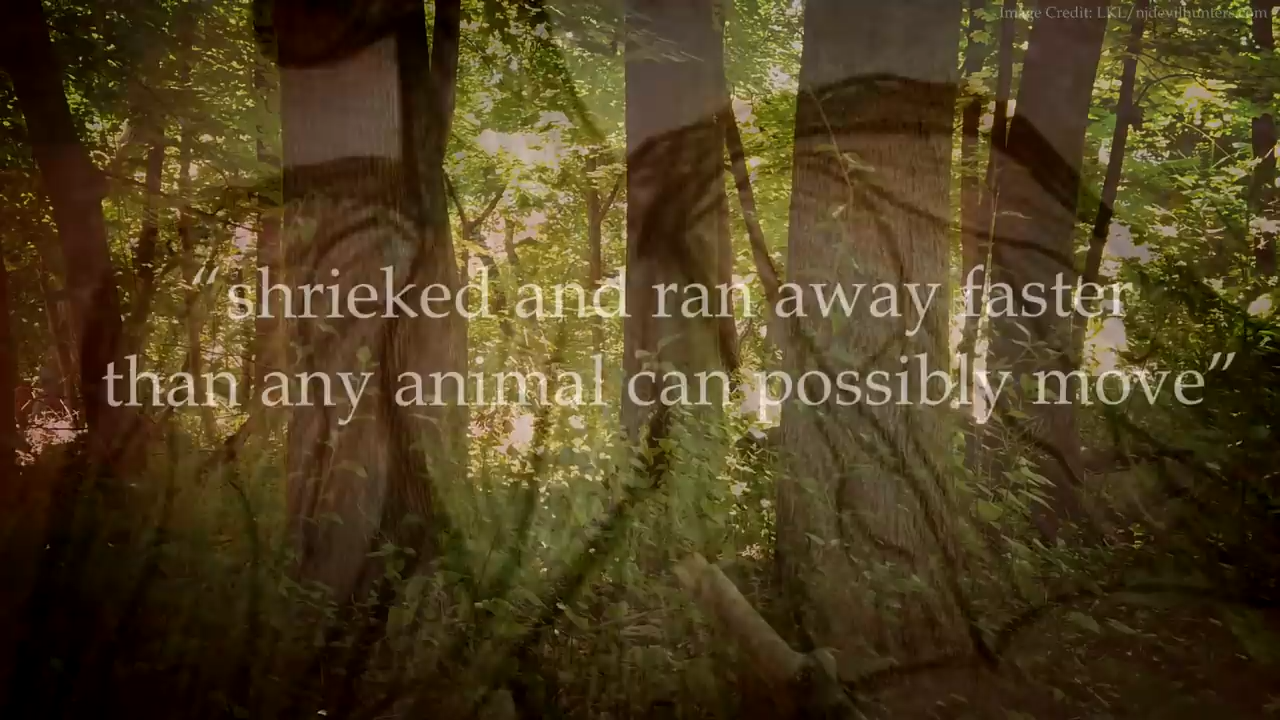 Image Credit: LKL/njdevilhunters.com
“shrieked and ran away faster
than any animal can possibly move”